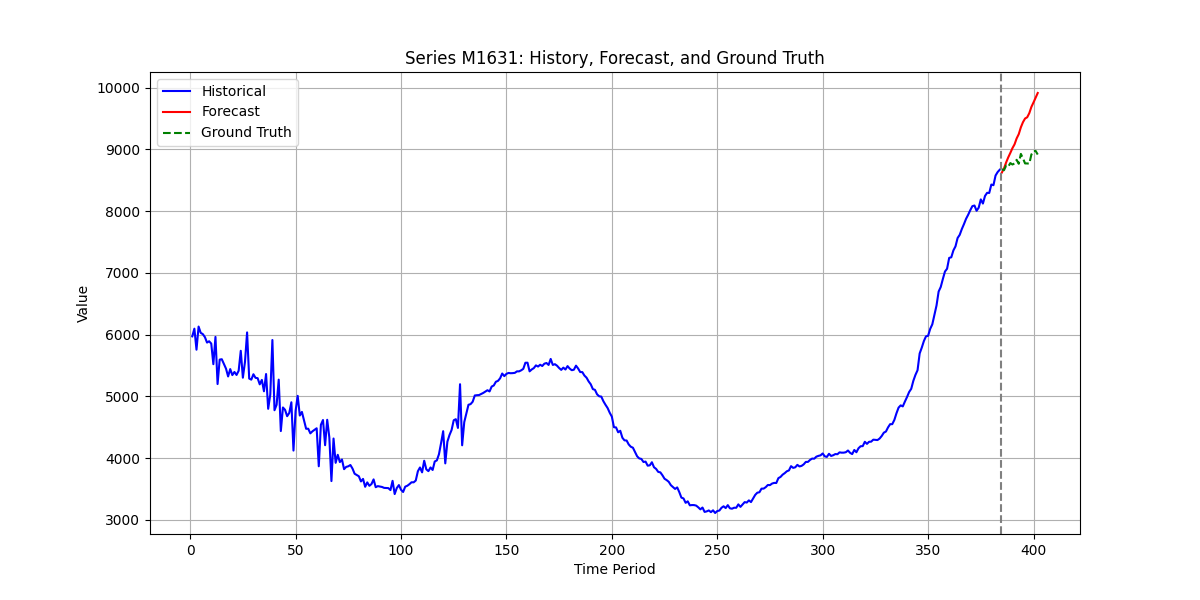 Series M1631: History, Forecast, and Ground Truth
Historical
Forecast
Ground Truth
10000
9000
8000
7000
6000
5000
4000
3000
Value
0 50 100 150 200 250 300 350 400
Time Period